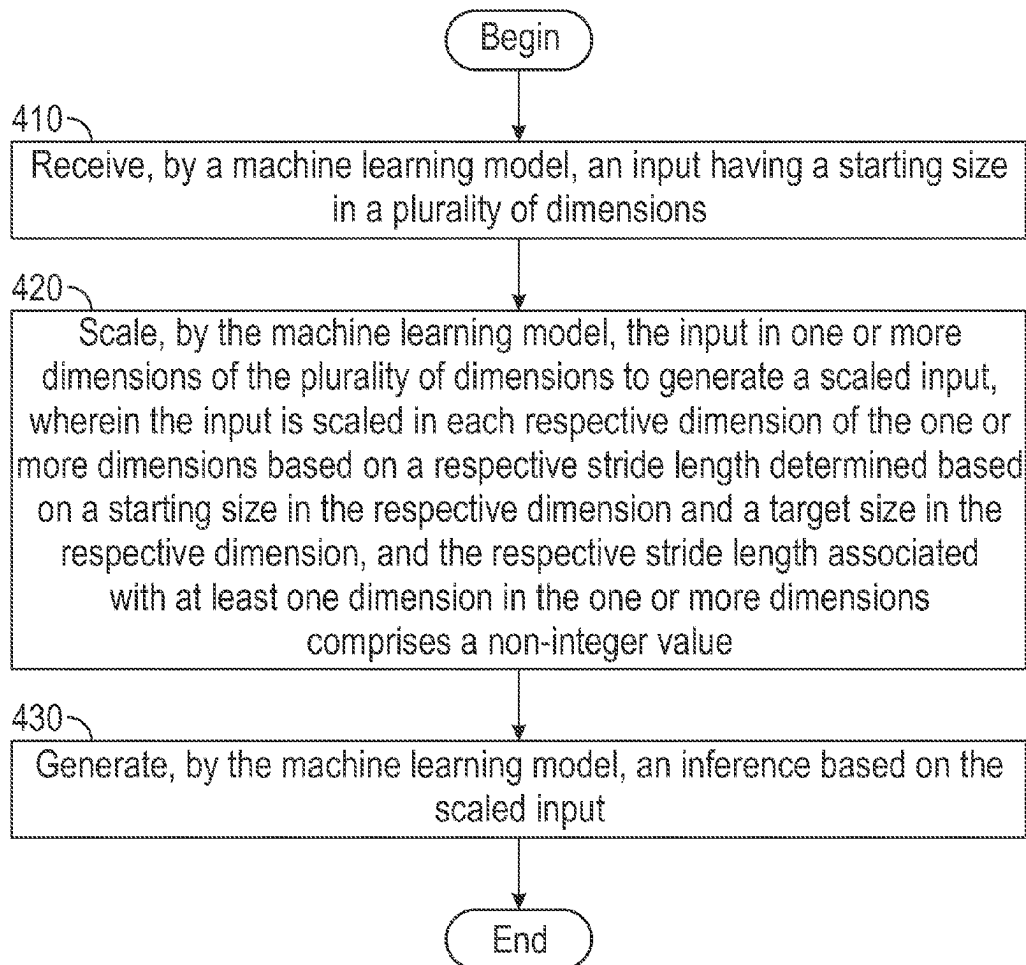 Begin
410
Receive, by a machine learning model, an input having a starting size
in a plurality of dimensions
420
Scale, by the machine learning model, the input in one or more
dimensions of the plurality of dimensions to generate a scaled input,
wherein the input is scaled in each respective dimension of the one or
more dimensions based on a respective stride length determined based
on a starting size in the respective dimension and a target size in the
respective dimension, and the respective stride length associated
with at least one dimension in the one or more dimensions
comprises a non-integer value
430
Generate, by the machine learning model, an inference based on the
scaled input
End